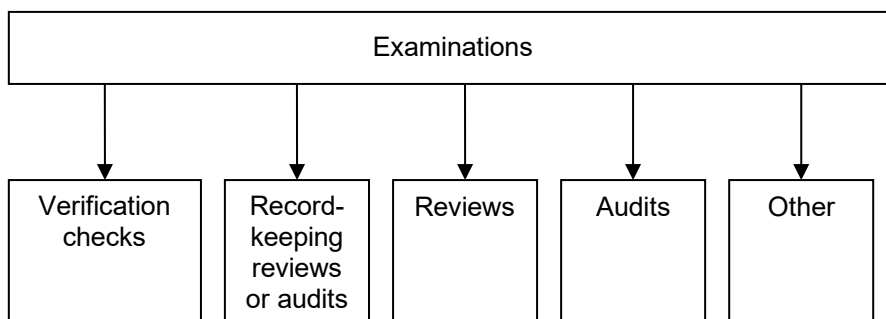 Examinations
Verification
checks
Record-
keeping
reviews
or audits
Reviews
Audits
Other